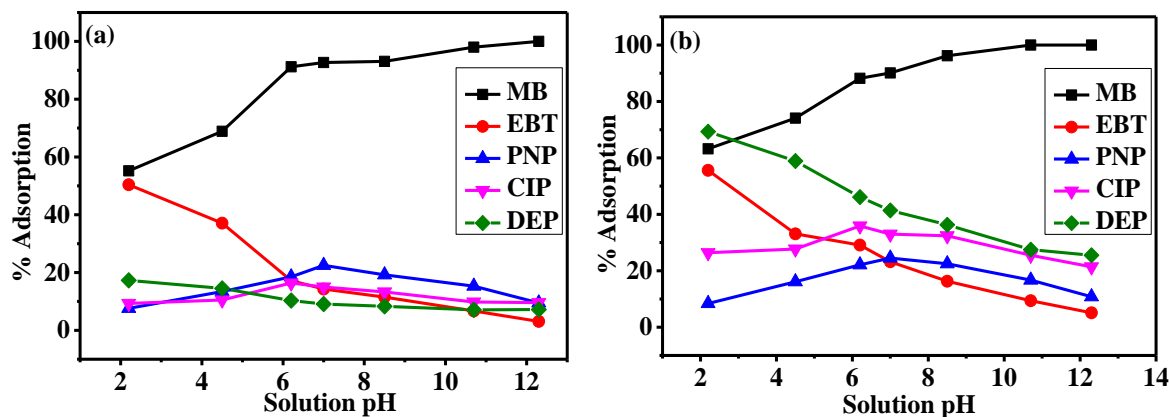 (a)
100
80
60
40
20
0
% Adsorption
MB
EBT
PNP
CIP
DEP
2 4 6 8 10 12
Solution pH
(b)
100
80
60
40
20
0
% Adsorption
MB
EBT
PNP
CIP
DEP
2 4 6 8 10 12 14
Solution pH